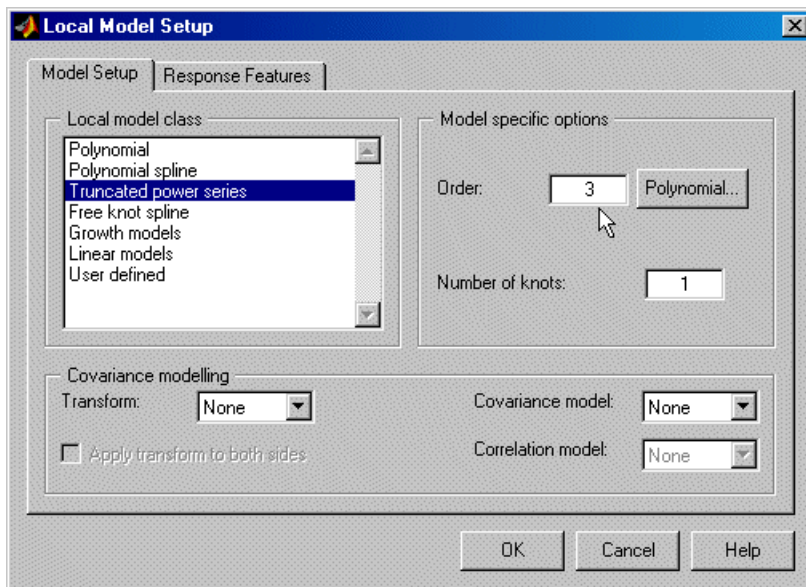 Local Model Setup
Model Setup
Response Features
Local model class
Polynomial
Polynomial spline
Truncated power series
Free knot spline
Growth models
Linear models
User defined
Model specific options
Order:
3
Polynomial...
Number of knots:
1
Covariance modelling
Transform:
None
Apply transform to both sides
Covariance model:
None
Correlation model:
None
OK
Cancel
Help